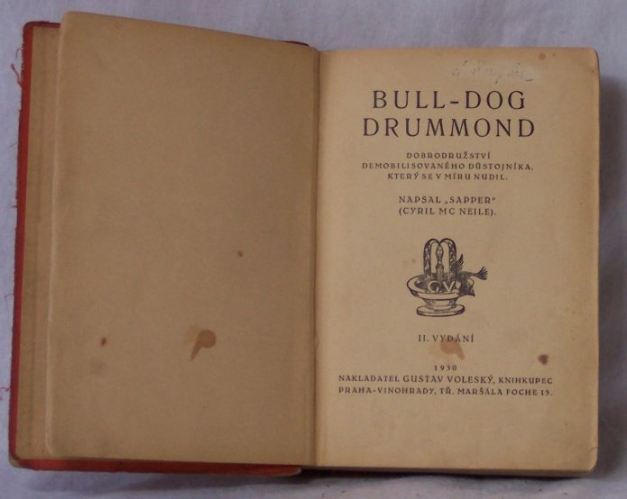 BULL-DOG
DRUMMOND
DOBRODRUŽSTVÍ
DEMOBILISOVANÉHO DŮSTOJNÍKA,
KTERÝ SE V MÍRU NUDIL.
NAPSAL „SAPPER"
(CYRIL MC NEILE).
G.V.
II. VYDÁNÍ
1930
NAKLADATEL GUSTAV VOLESKÝ, KNIHKUPEC
PRAHA-VINOHRADY, TŘ. MARŠÁLA FOCHE 15.